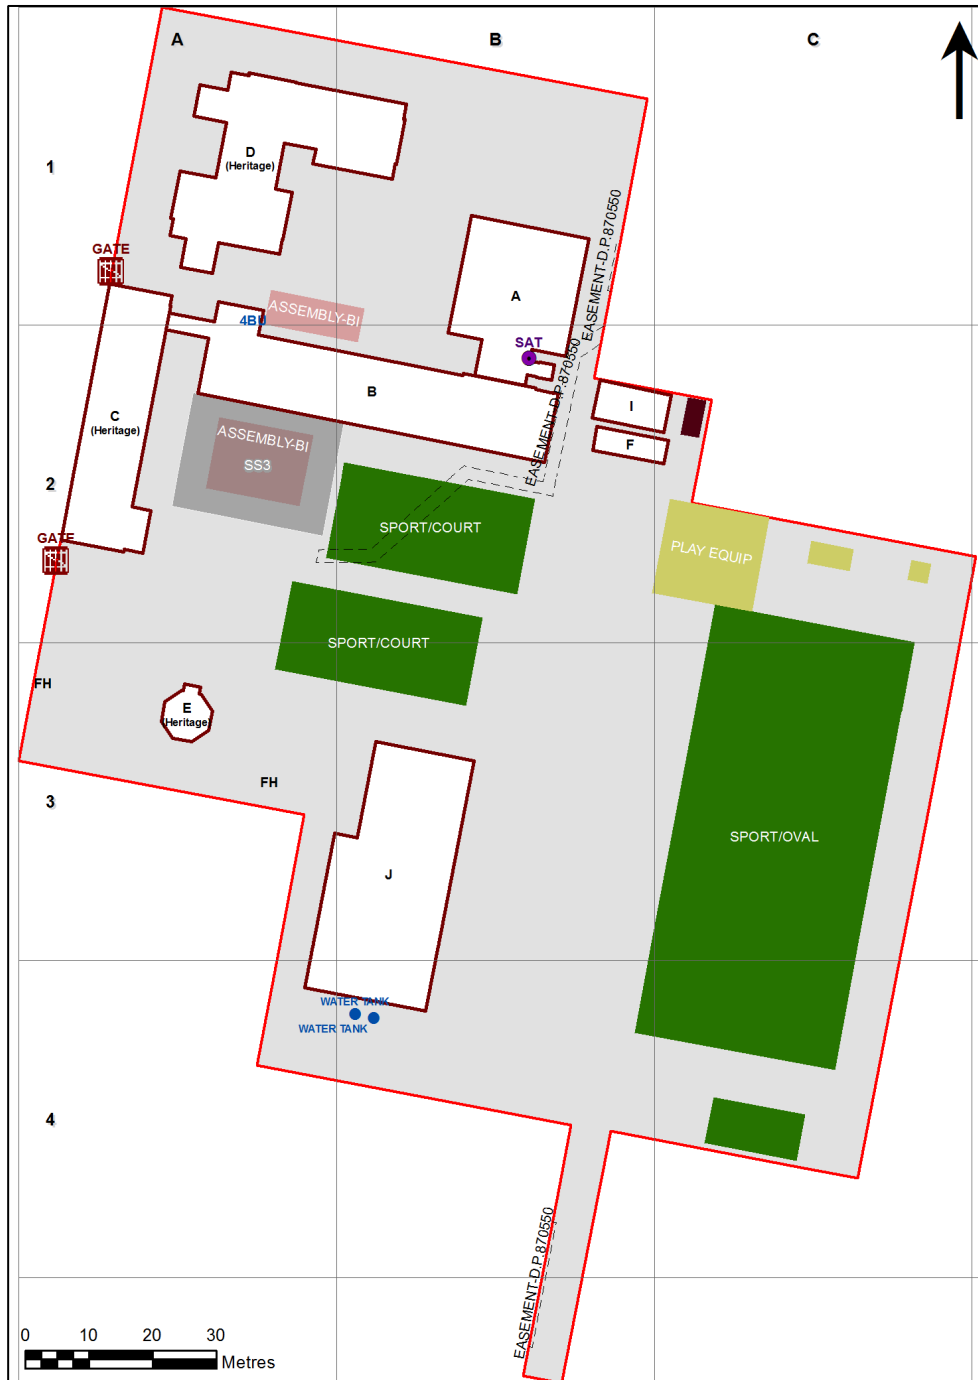 A
B
C
1
D
(Heritage)
EASEMENT-D.P.870550
GATE
A
ASSEMBLY-BI
4BU
SAT
EASEMENT-D.P.870550
B
I
C
(Heritage)
F
ASSEMBLY-BI
SS3
2
SPORT/COURT
GATE
PLAY EQUIP
SPORT/COURT
FH
E
(Heritage)
FH
3
SPORT/OVAL
J
WATER TANK
WATER TANK
4
EASEMENT-D.P.870550
0 10 20 30
Metres